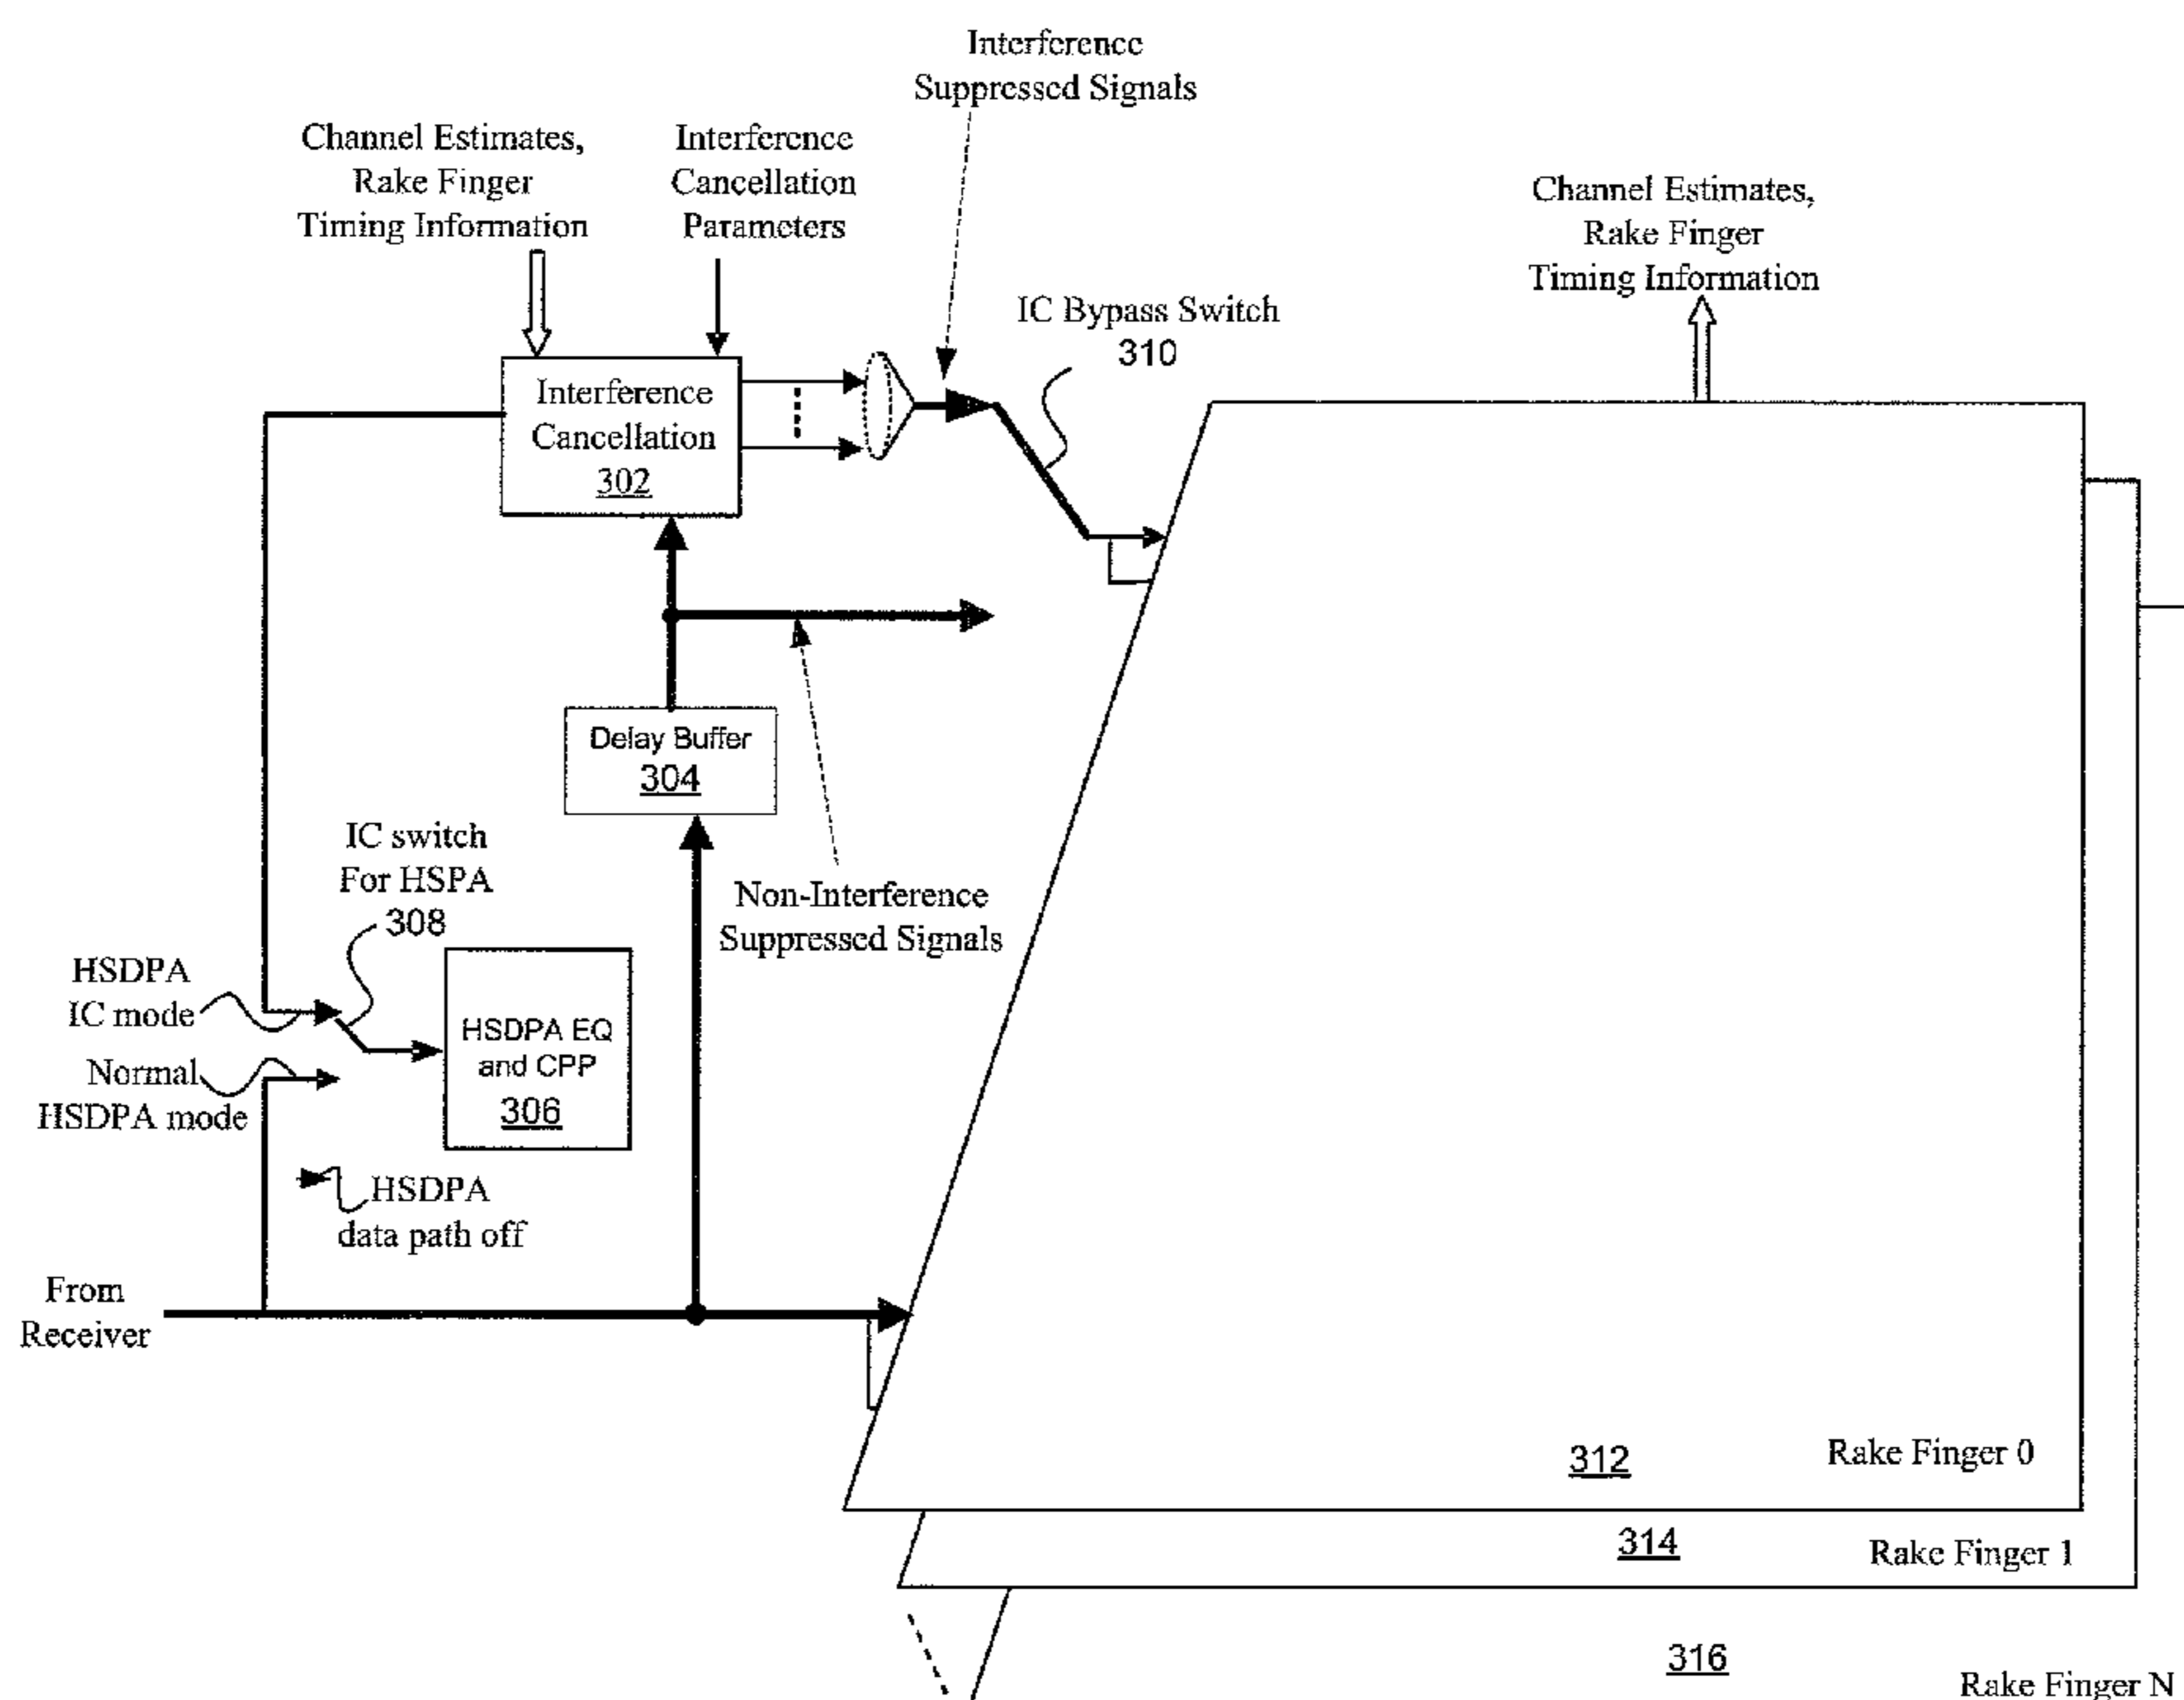 Interference
Suppressed Signals
Channel Estimates,
Rake Finger
Timing Information
Interference
Cancellation
Parameters
Channel Estimates,
Rake Finger
Timing Information
IC Bypass Switch
310
Interference
Cancellation
302
Delay Buffer
304
IC switch
For HSPA
308
Non-Interference
Suppressed Signals
HSDPA
IC mode
HSDPA EQ
and CPP
306
Normal
HSDPA mode
HSDPA
data path off
From
Receiver
312
Rake Finger 0
314
Rake Finger 1
316
Rake Finger N